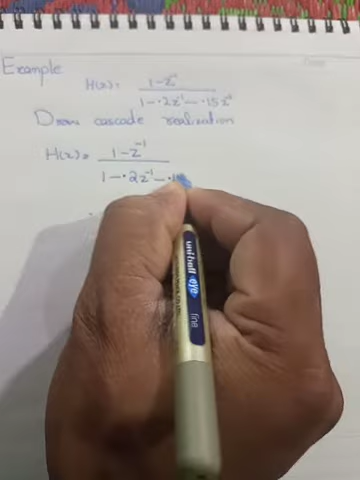 Example
H(z) = 1-z⁻¹ / 1-.2z⁻¹-.15z⁻²
Draw cascade realization
H(z) = 1-z⁻¹ / 1-.2z⁻¹-.1
uniball eye
fine